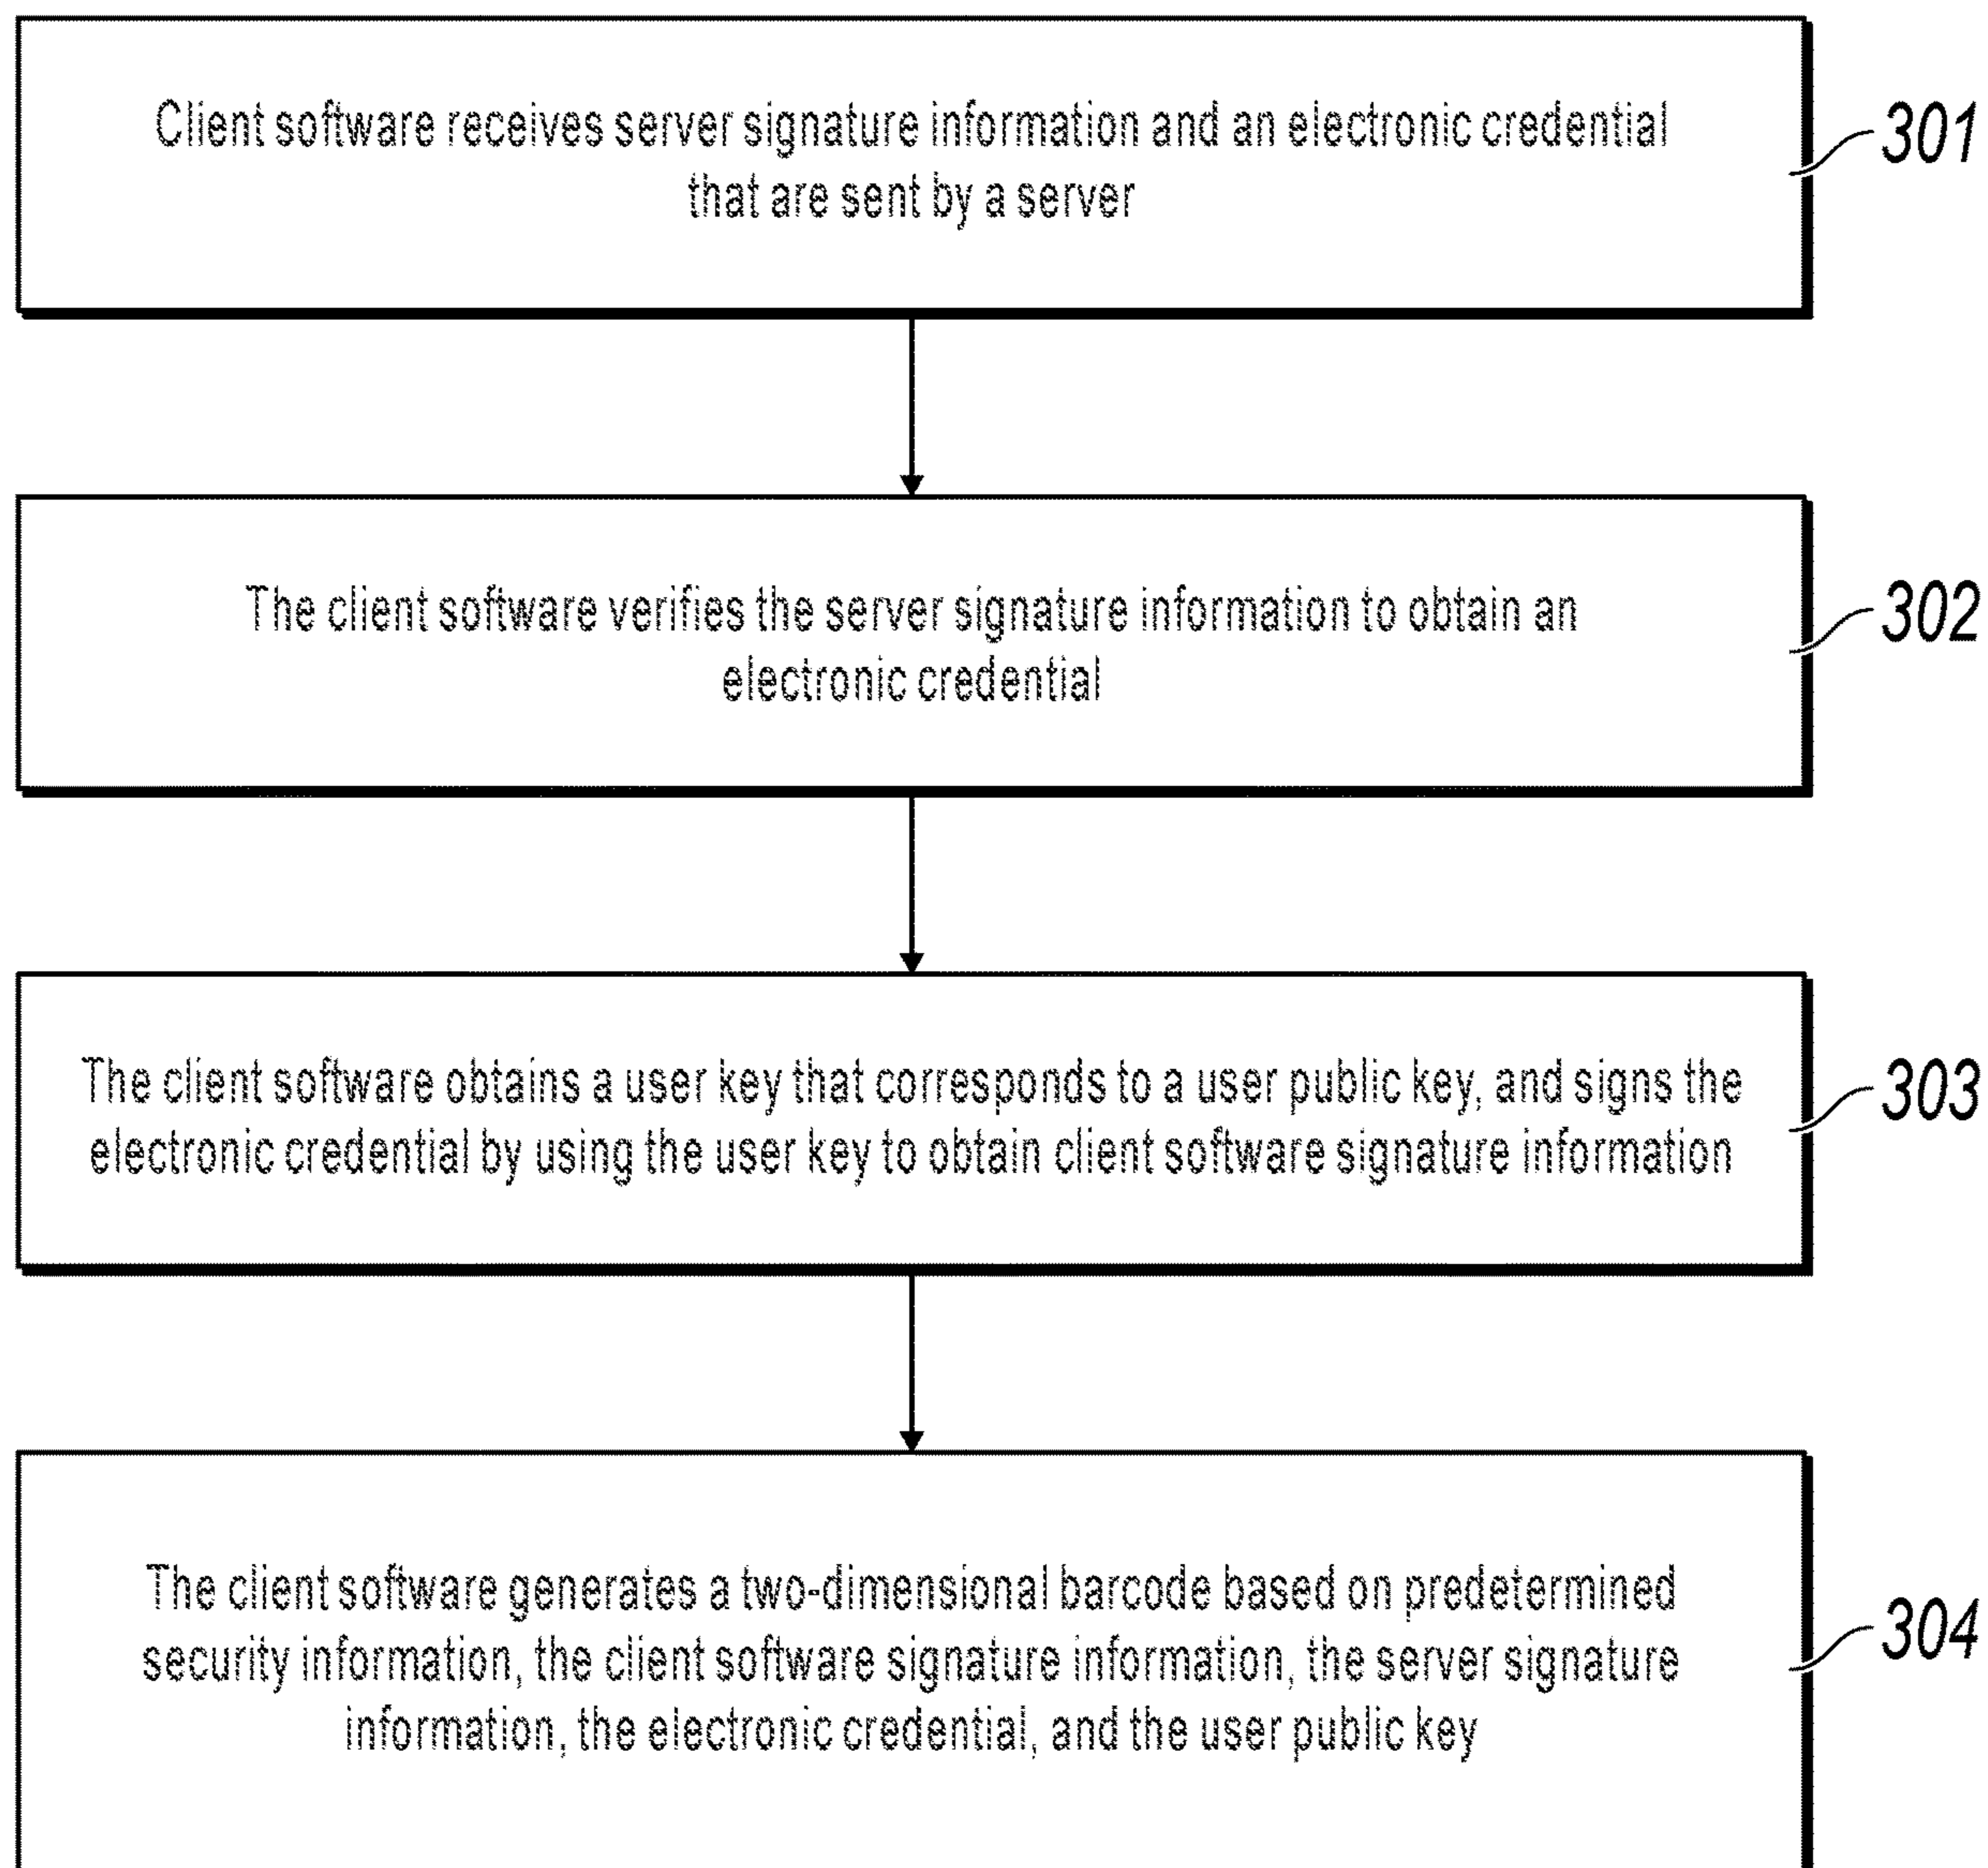 Client software receives server signature information and an electronic credential
that are sent by a server
301
The client software verifies the server signature information to obtain an
electronic credential
302
The client software obtains a user key that corresponds to a user public key, and signs the
electronic credential by using the user key to obtain client software signature information
303
The client software generates a two-dimensional barcode based on predetermined
security information, the client software signature information, the server signature
information, the electronic credential, and the user public key
304